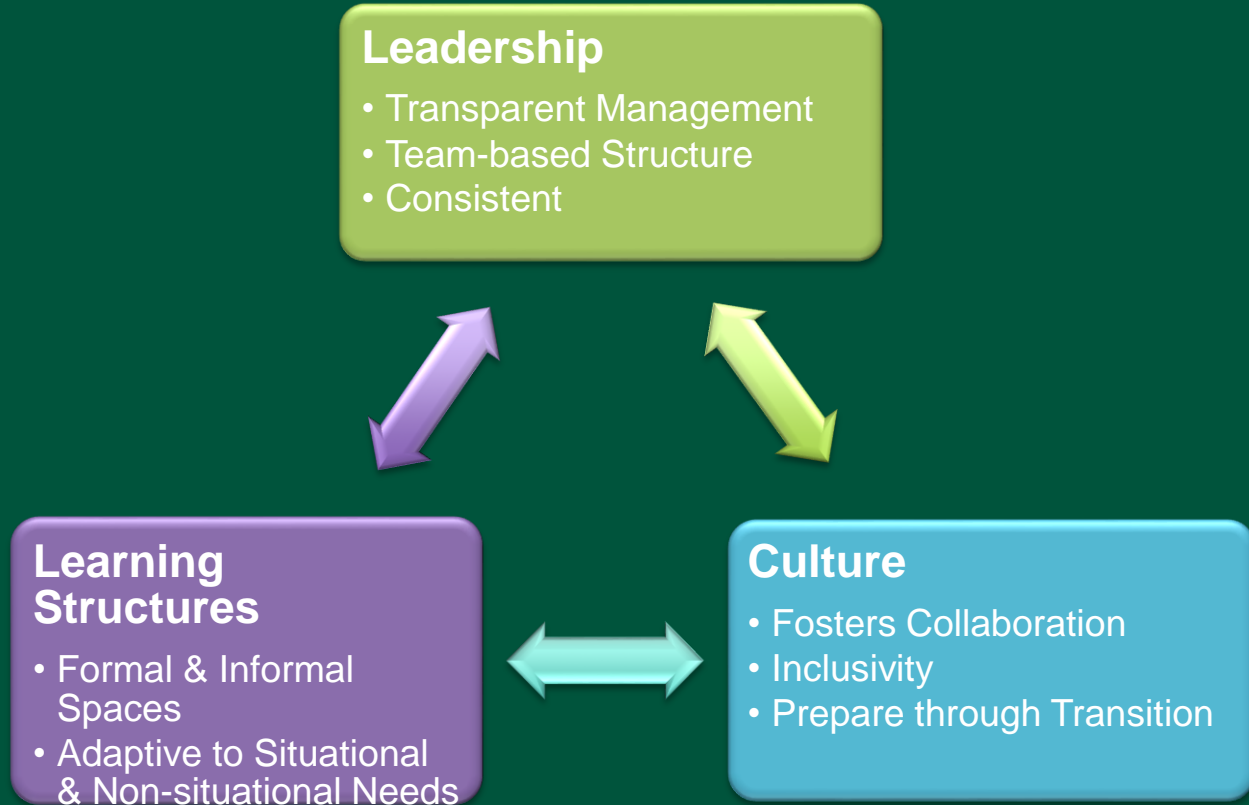 Leadership
• Transparent Management
• Team-based Structure
• Consistent
Learning
Structures
• Formal & Informal
Spaces
• Adaptive to Situational
& Non-situational Needs
Culture
• Fosters Collaboration
• Inclusivity
• Prepare through Transition